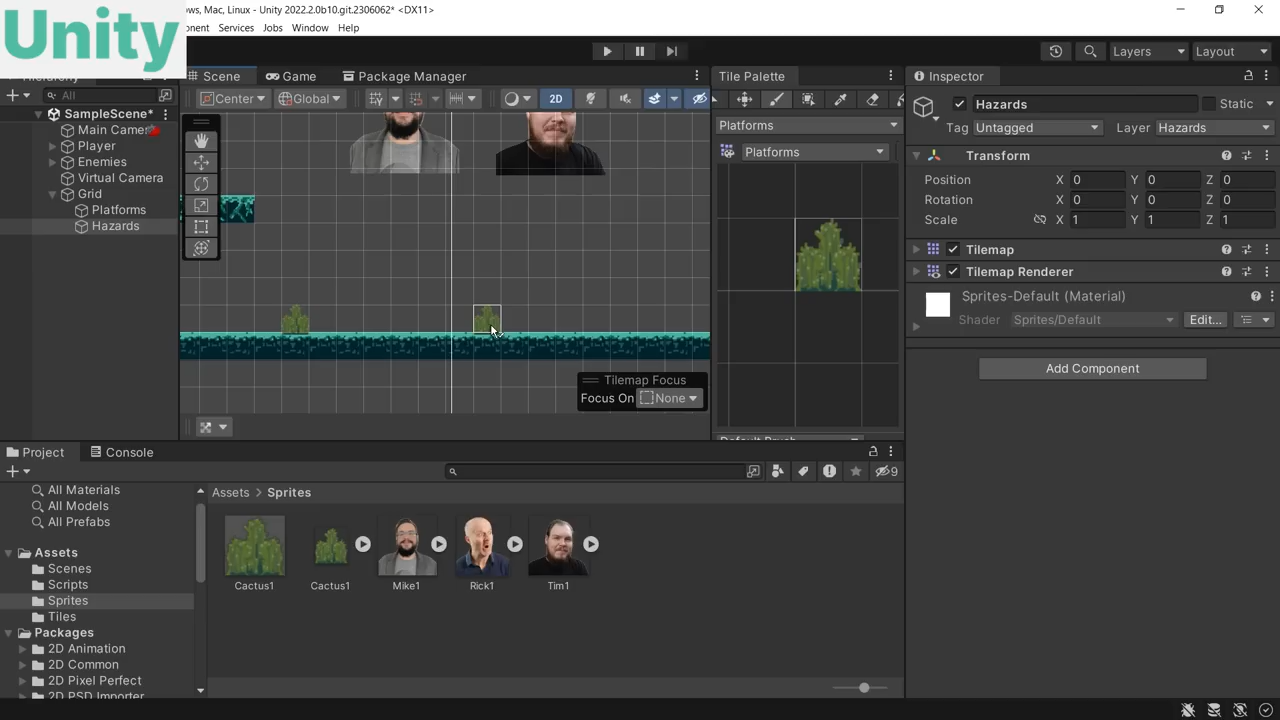 Unity
ows, Mac, Linux - Unity 2022.2.0b10.git.2306062* <DX11>
Services Jobs Window Help
Layers Layout
Scene Game Package Manager
Tile Palette
Inspector
All
Center Global 2D
Hazards Static
SampleScene*
Platforms
Tag Untagged Layer Hazards
Main Camera
Player
Enemies
Virtual Camera
Grid
Platforms
Hazards
Platforms
Transform
Position X 0 Y 0 Z 0
Rotation X 0 Y 0 Z 0
Scale X 1 Y 1 Z 1
Tilemap
Tilemap Renderer
Sprites-Default (Material)
Shader Sprites/Default Edit...
Add Component
Tilemap Focus
Focus On None
Default Brush
Project Console
9
All Materials
All Models
All Prefabs
Assets
Scenes
Scripts
Sprites
Tiles
Packages
2D Animation
2D Common
2D Pixel Perfect
2D PSD Importer
Assets > Sprites
Cactus1 Cactus1 Mike1 Rick1 Tim1